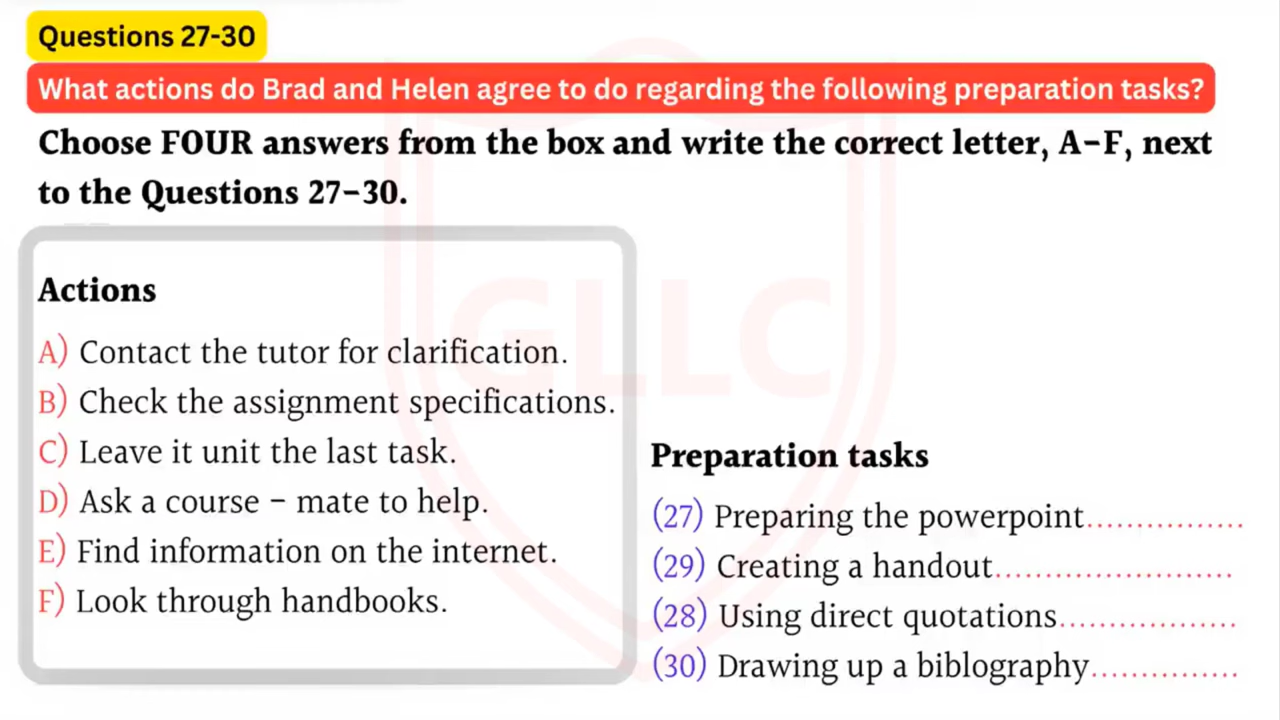 Questions 27-30
What actions do Brad and Helen agree to do regarding the following preparation tasks?
Choose FOUR answers from the box and write the correct letter, A–F, next
to the Questions 27–30.
Actions
A) Contact the tutor for clarification.
B) Check the assignment specifications.
C) Leave it unit the last task.
D) Ask a course – mate to help.
E) Find information on the internet.
F) Look through handbooks.
Preparation tasks
(27) Preparing the powerpoint................
(29) Creating a handout........................
(28) Using direct quotations..................
(30) Drawing up a biblography...............
GLLC